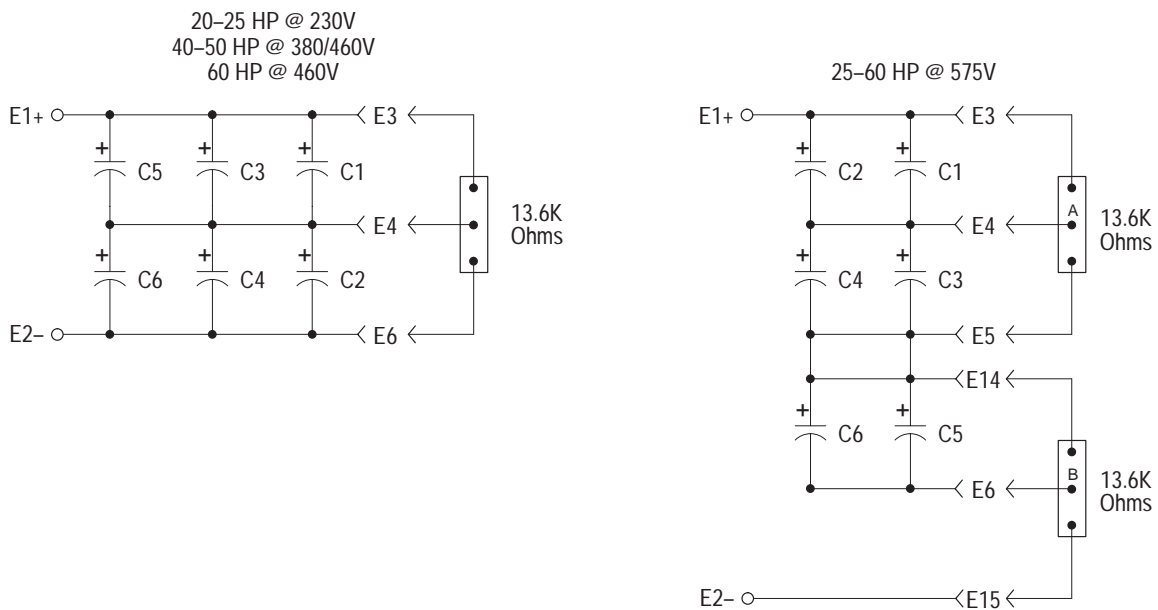 20–25 HP @ 230V
40–50 HP @ 380/460V
60 HP @ 460V
E1+
E3
+
C5
+
C3
+
C1
E4
13.6K
Ohms
+
C6
+
C4
+
C2
E2–
E6
25–60 HP @ 575V
E1+
E3
+
C2
+
C1
A
E4
13.6K
Ohms
+
C4
+
C3
E5
E14
+
C6
+
C5
B
E6
13.6K
Ohms
E2–
E15